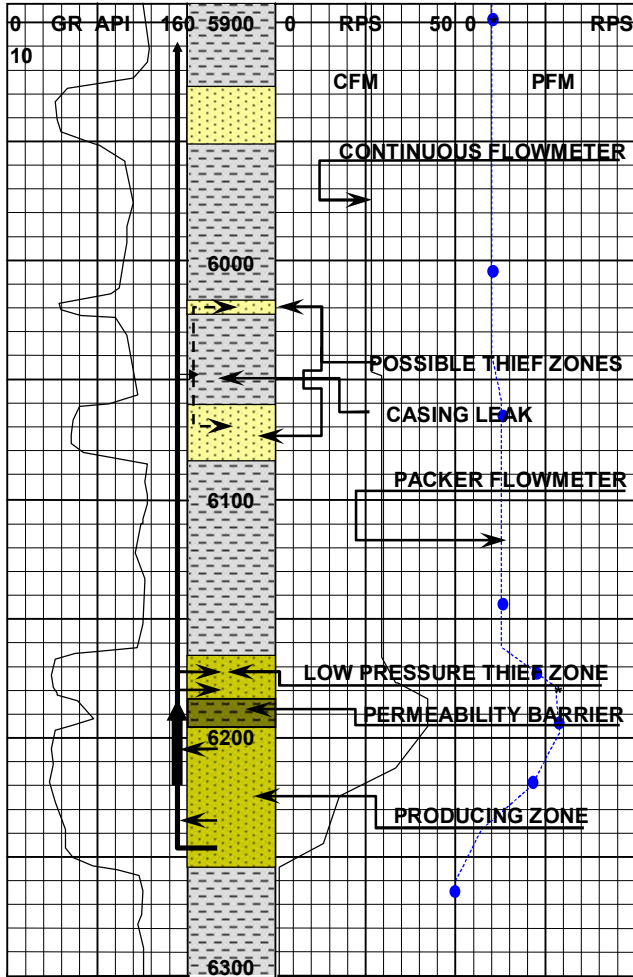 0 GR API 160 5900 0 RPS 50 0 RPS 10
CFM PFM
CONTINUOUS FLOWMETER
6000
POSSIBLE THIEF ZONES
CASING LEAK
PACKER FLOWMETER
6100
LOW PRESSURE THIEF ZONE
PERMEABILITY BARRIER
6200
PRODUCING ZONE
6300